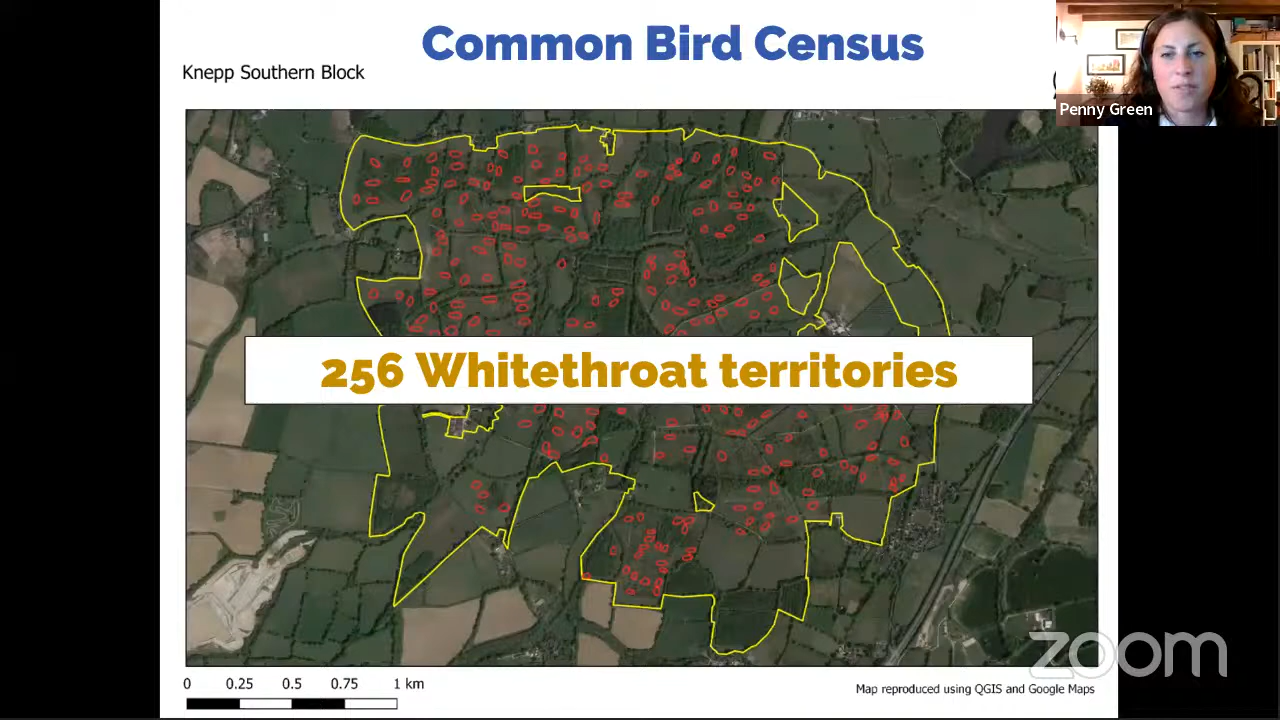 Common Bird Census
Knepp Southern Block
Penny Green
256 Whitethroat territories
zoom
0 0.25 0.5 0.75 1 km
Map reproduced using QGIS and Google Maps